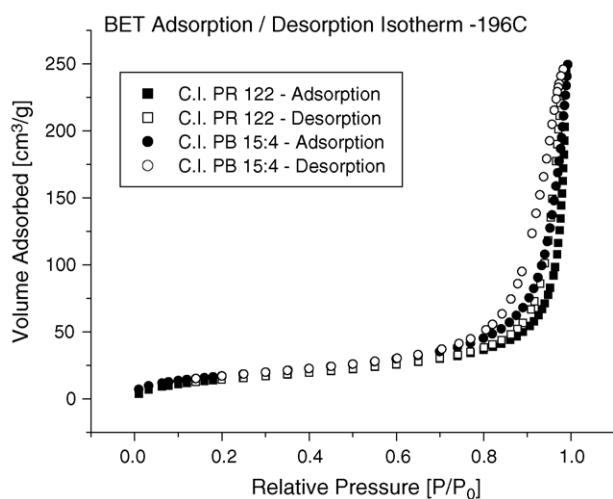 BET Adsorption / Desorption Isotherm -196C
C.I. PR 122 - Adsorption
C.I. PR 122 - Desorption
C.I. PB 15:4 - Adsorption
C.I. PB 15:4 - Desorption
Volume Adsorbed [cm³/g]
250
200
150
100
50
0
0.0 0.2 0.4 0.6 0.8 1.0
Relative Pressure [P/P₀]